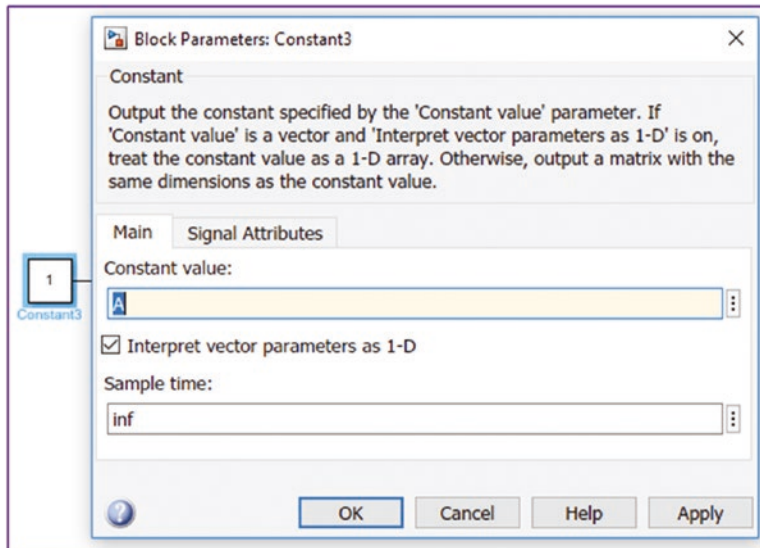 Block Parameters: Constant3
Constant
Output the constant specified by the 'Constant value' parameter. If
'Constant value' is a vector and 'Interpret vector parameters as 1-D' is on,
treat the constant value as a 1-D array. Otherwise, output a matrix with the
same dimensions as the constant value.
Main Signal Attributes
1
Constant3
Constant value:
A
Interpret vector parameters as 1-D
Sample time:
inf
OK Cancel Help Apply